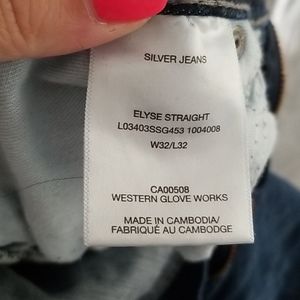 SILVER JEANS
ELYSE STRAIGHT
L03403SSG453 1004008
W32/L32
CA00508
WESTERN GLOVE WORKS
MADE IN CAMBODIA/
FABRIQUÉ AU CAMBODGE